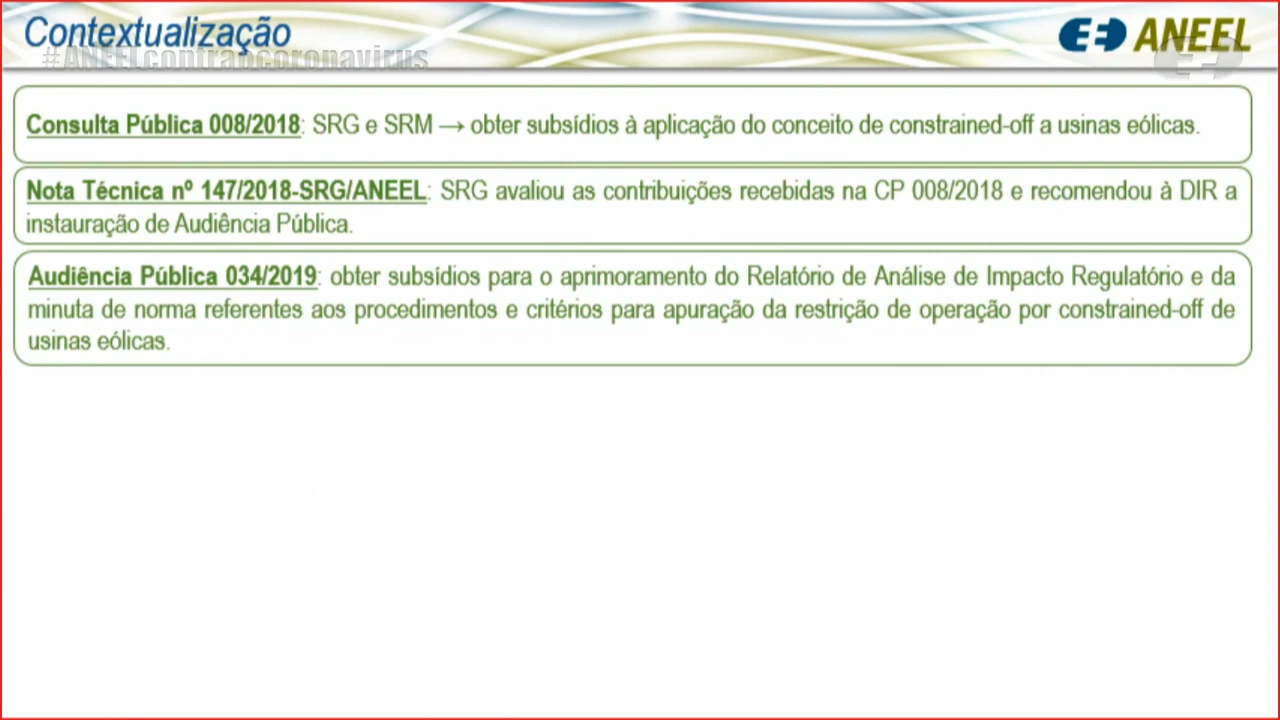 Contextualização
#ANEELcontraocoronavirus
ANEEL
Consulta Pública 008/2018: SRG e SRM → obter subsídios à aplicação do conceito de constrained-off a usinas eólicas.
Nota Técnica nº 147/2018-SRG/ANEEL: SRG avaliou as contribuições recebidas na CP 008/2018 e recomendou à DIR a
instauração de Audiência Pública.
Audiência Pública 034/2019: obter subsídios para o aprimoramento do Relatório de Análise de Impacto Regulatório e da
minuta de norma referentes aos procedimentos e critérios para apuração da restrição de operação por constrained-off de
usinas eólicas.